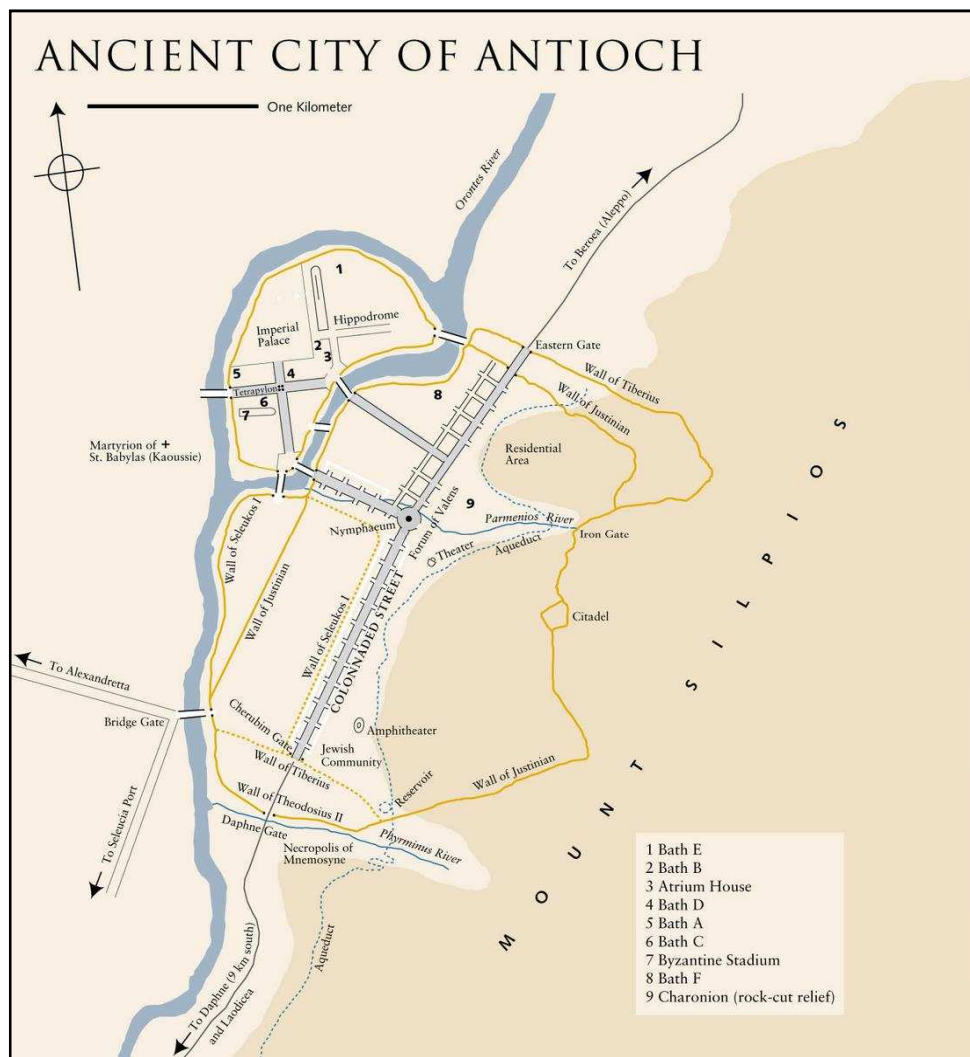 ANCIENT CITY OF ANTIOCH
One Kilometer
Orontes River
To Beroea (Aleppo)
1
Hippodrome
Imperial
Palace
2
3
Eastern Gate
5
4
Tetrapylon
6
7
8
Wall of Tiberius
Wall of Justinian
Martyrion of
St. Babylas (Kaoussie)
Residential
Area
9
Wall of Seleukos I
Nymphaeum
Forum of Valens
Parmenios River
Iron Gate
Theater
Aqueduct
Wall of Justinian
Wall of Seleukos I
COLONNADED STREET
Citadel
To Alexandretta
Bridge Gate
Cherubim Gate
Amphitheater
Jewish
Community
Wall of Tiberius
Wall of Justinian
Reservoir
Wall of Theodosius II
Daphne Gate
Phyrminus River
Necropolis of
Mnemosyne
To Seleucia Port
Aqueduct
To Daphne (9 km south)
and Laodicea
MOUNT SILPIOS
1 Bath E
2 Bath B
3 Atrium House
4 Bath D
5 Bath A
6 Bath C
7 Byzantine Stadium
8 Bath F
9 Charonion (rock-cut relief)